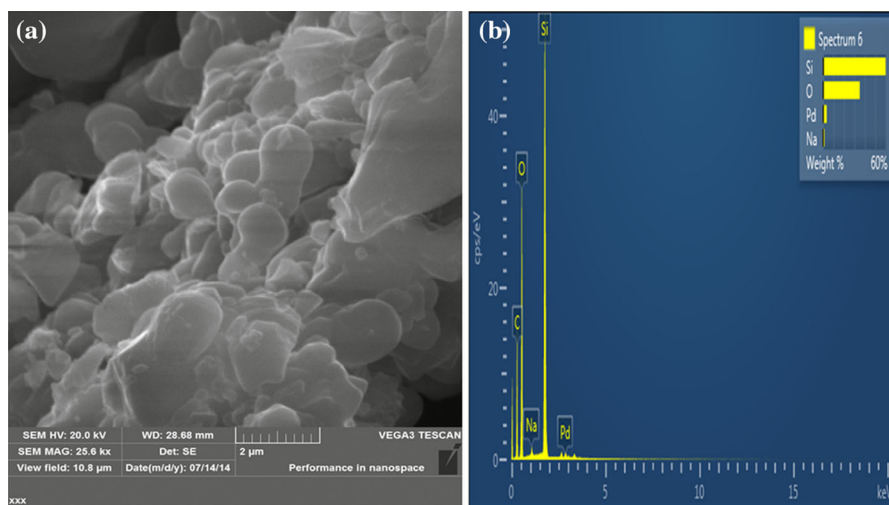 (a)
SEM HV: 20.0 kV WD: 28.68 mm VEGA3 TESCAN
SEM MAG: 25.6 kx Det: SE 2 µm
View field: 10.8 µm Date(m/d/y): 07/14/14 Performance in nanospace
xxx
(b)
Si
O
C
Na
Pd
cps/eV
40
20
0
0 5 10 15 keV
Spectrum 6
Si
O
Pd
Na
Weight % 60%